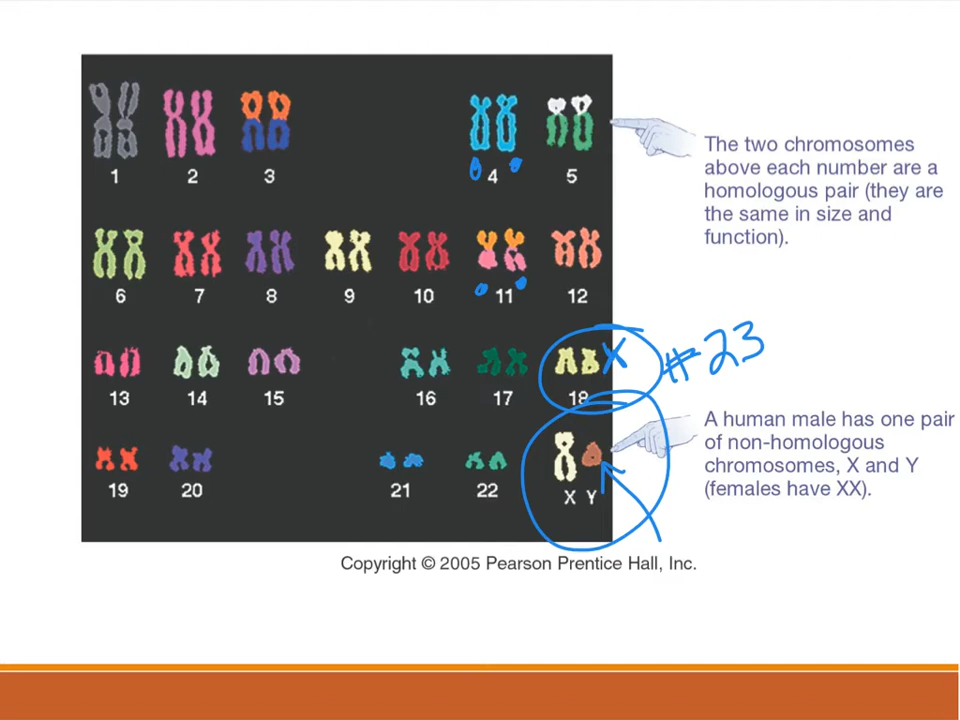 1 2 3 4 5
The two chromosomes
above each number are a
homologous pair (they are
the same in size and
function).
6 7 8 9 10 11 12
X #23
13 14 15 16 17 18
A human male has one pair
of non-homologous
chromosomes, X and Y
(females have XX).
19 20 21 22 X Y
Copyright © 2005 Pearson Prentice Hall, Inc.